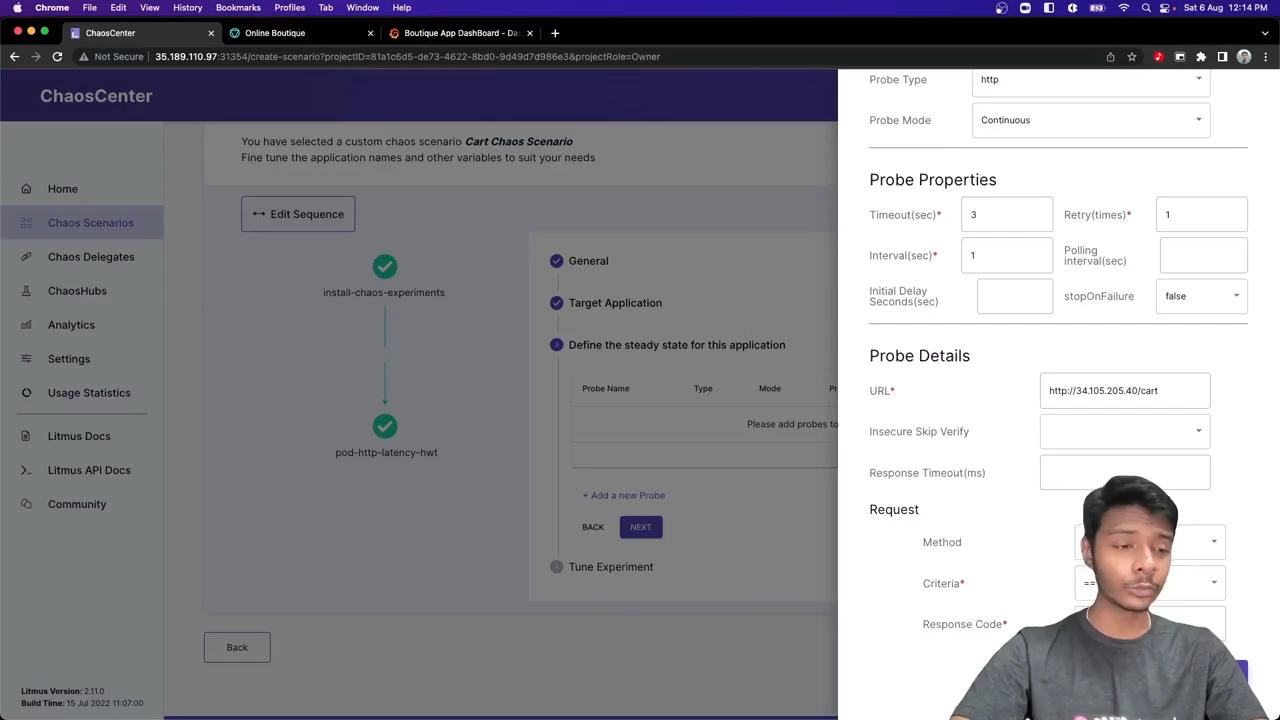 Chrome File Edit View History Bookmarks Profiles Tab Window Help Sat 6 Aug 12:14 PM
ChaosCenter Online Boutique Boutique App DashBoard - Das
Not Secure 35.189.110.97:31354/create-scenario?projectID=81a1c6d5-de73-4622-8bd0-9d49d7d986e3&projectRole=Owner
ChaosCenter
Home
Chaos Scenarios
Chaos Delegates
ChaosHubs
Analytics
Settings
Usage Statistics
Litmus Docs
Litmus API Docs
Community
Litmus Version: 2.11.0
Build Time: 15 Jul 2022 11:07:00
You have selected a custom chaos scenario Cart Chaos Scenario
Fine tune the application names and other variables to suit your needs
Edit Sequence
install-chaos-experiments
pod-http-latency-hwt
General
Target Application
3 Define the steady state for this application
Probe Name Type Mode
Please add probes to
+ Add a new Probe
BACK NEXT
Tune Experiment
Back
Probe Type http
Probe Mode Continuous
Probe Properties
Timeout(sec)* 3 Retry(times)* 1
Interval(sec)* 1 Polling
interval(sec)
Initial Delay
Seconds(sec) stopOnFailure false
Probe Details
URL* http://34.105.205.40/cart
Insecure Skip Verify
Response Timeout(ms)
Request
Method
Criteria* ==
Response Code*